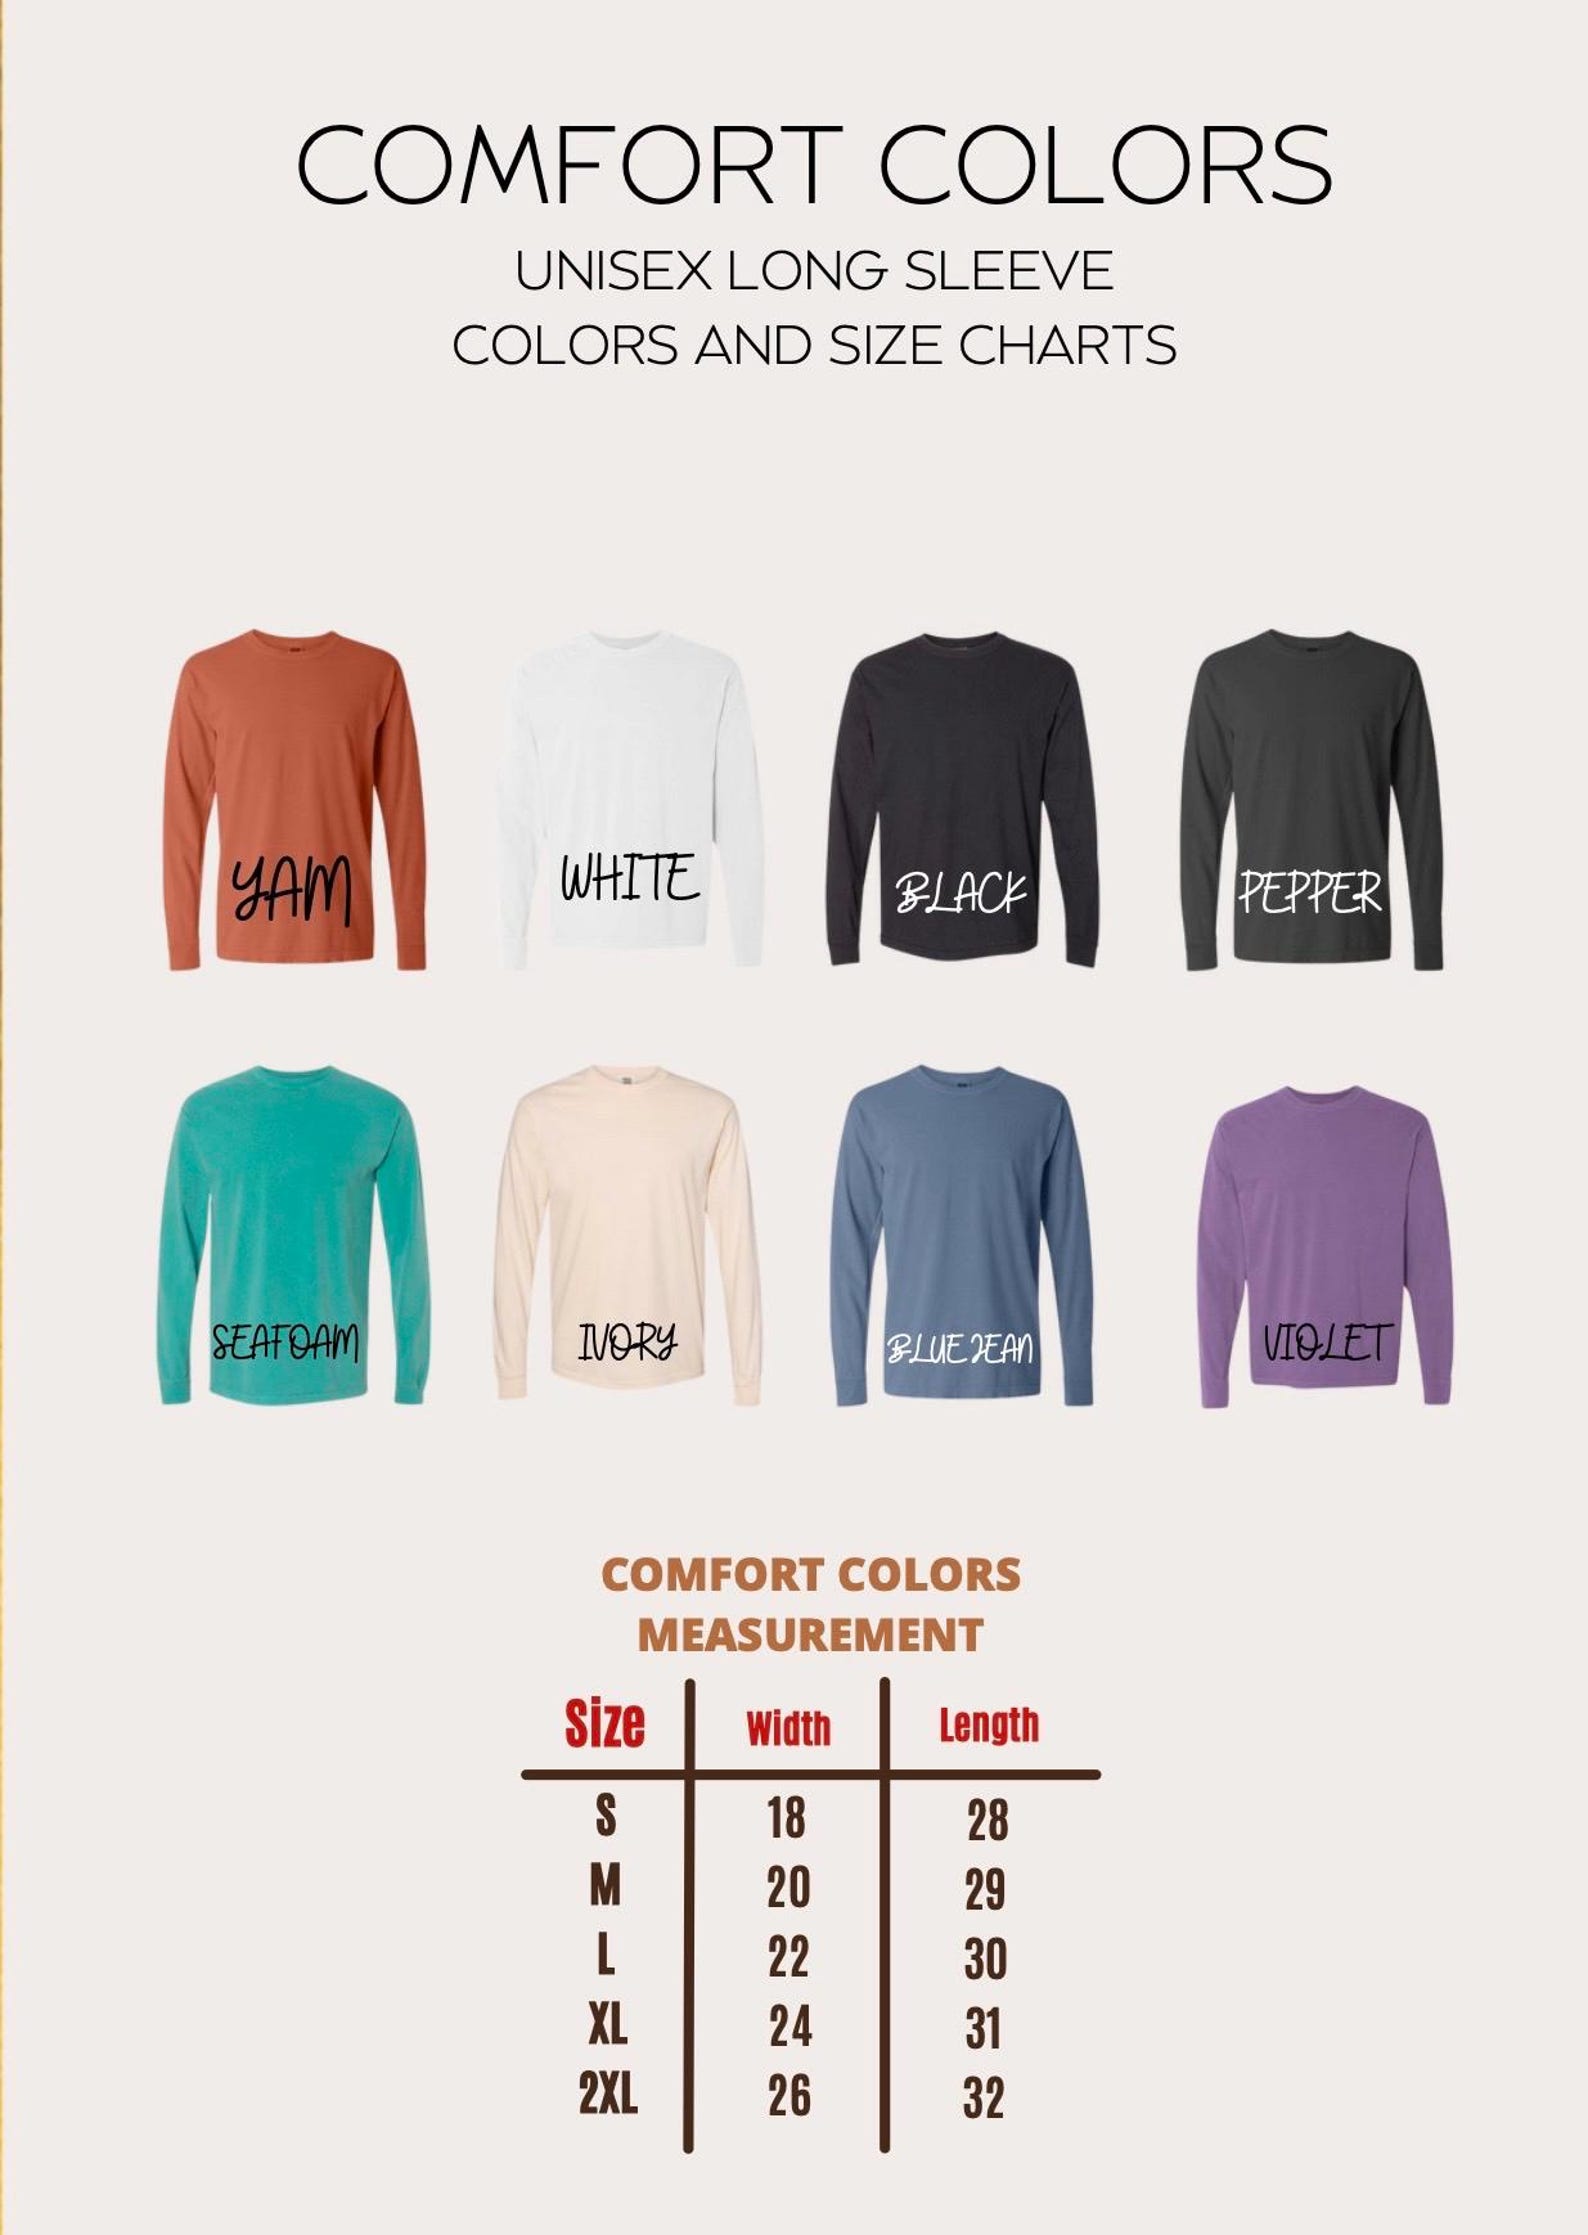 COMFORT COLORS
UNISEX LONG SLEEVE
COLORS AND SIZE CHARTS
YAM
WHITE
BLACK
PEPPER
SEAFOAM
IVORY
BLUE JEAN
VIOLET
COMFORT COLORS
MEASUREMENT
Size Width Length
S 18 28
M 20 29
L 22 30
XL 24 31
2XL 26 32